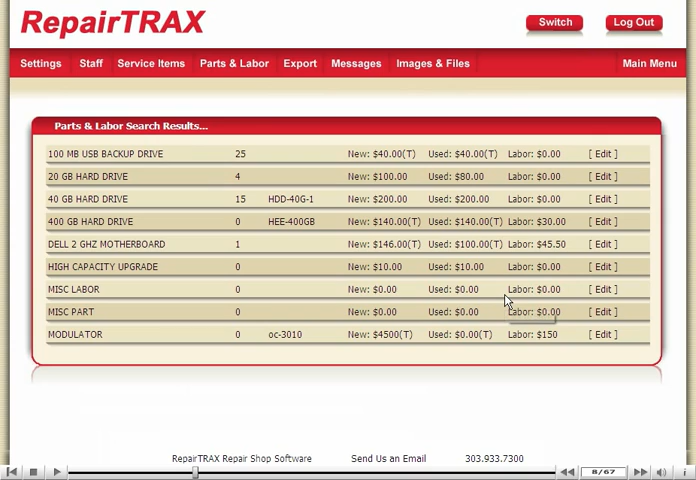 RepairTRAX
Switch
Log Out
Settings Staff Service Items Parts & Labor Export Messages Images & Files Main Menu
Parts & Labor Search Results...
100 MB USB BACKUP DRIVE 25 New: $40.00(T) Used: $40.00(T) Labor: $0.00 [ Edit ]
20 GB HARD DRIVE 4 New: $100.00 Used: $80.00 Labor: $0.00 [ Edit ]
40 GB HARD DRIVE 15 HDD-40G-1 New: $200.00 Used: $200.00 Labor: $0.00 [ Edit ]
400 GB HARD DRIVE 0 HEE-400GB New: $140.00(T) Used: $140.00(T) Labor: $30.00 [ Edit ]
DELL 2 GHZ MOTHERBOARD 1 New: $146.00(T) Used: $100.00(T) Labor: $45.50 [ Edit ]
HIGH CAPACITY UPGRADE 0 New: $10.00 Used: $10.00 Labor: $0.00 [ Edit ]
MISC LABOR 0 New: $0.00 Used: $0.00 Labor: $0.00 [ Edit ]
MISC PART 0 New: $0.00 Used: $0.00 Labor: $0.00 [ Edit ]
MODULATOR 0 oc-3010 New: $4500(T) Used: $0.00(T) Labor: $150 [ Edit ]
RepairTRAX Repair Shop Software Send Us an Email 303.933.7300
8/67
i